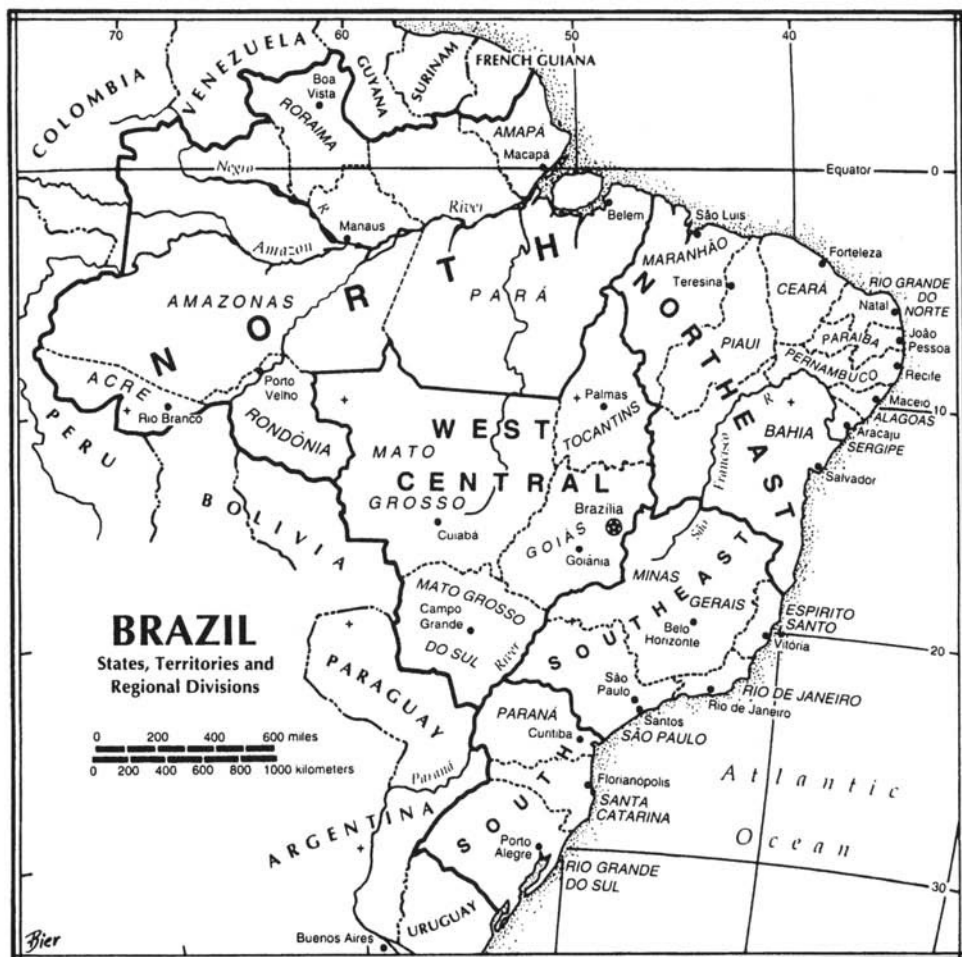 70
60
50
40
COLOMBIA
VENEZUELA
GUYANA
SURINAM
FRENCH GUIANA
Boa
Vista
RORAIMA
AMAPÁ
Macapá
Equator
0
Negro
R
Manaus
Amazon
River
Belem
São Luis
MARANHÃO
Forteleza
Teresina
CEARÁ
RIO GRANDE
DO
NORTE
Natal
AMAZONAS
PARÁ
NORTH
NORTHEAST
PIAUI
PARAIBA
João
Pessoa
PERNAMBUCO
Recife
ACRE
Rio Branco
Porto
Velho
RONDÔNIA
Palmas
TOCANTINS
Maceio
10
ALAGOAS
R
BAHIA
Aracaju
SERGIPE
Salvador
São
Francisco
PERU
BOLIVIA
WEST
CENTRAL
MATO
GROSSO
Cuiabá
Brazília
GOIÁS
Goiânia
MINAS
GERAIS
Belo
Horizonte
SOUTHEAST
ESPIRITO
SANTO
Vitória
20
MATO GROSSO
DO SUL
Campo
Grande
River
BRAZIL
States, Territories and
Regional Divisions
0 200 400 600 miles
0 200 400 600 800 1000 kilometers
PARAGUAY
São
Paulo
Santos
SÃO PAULO
RIO DE JANEIRO
Rio de Janeiro
PARANÁ
Curitiba
Paraná
SOUTH
Florianópolis
SANTA
CATARINA
Atlantic
Ocean
ARGENTINA
Porto
Alegre
RIO GRANDE
DO SUL
30
URUGUAY
Buenos Aires
Bier